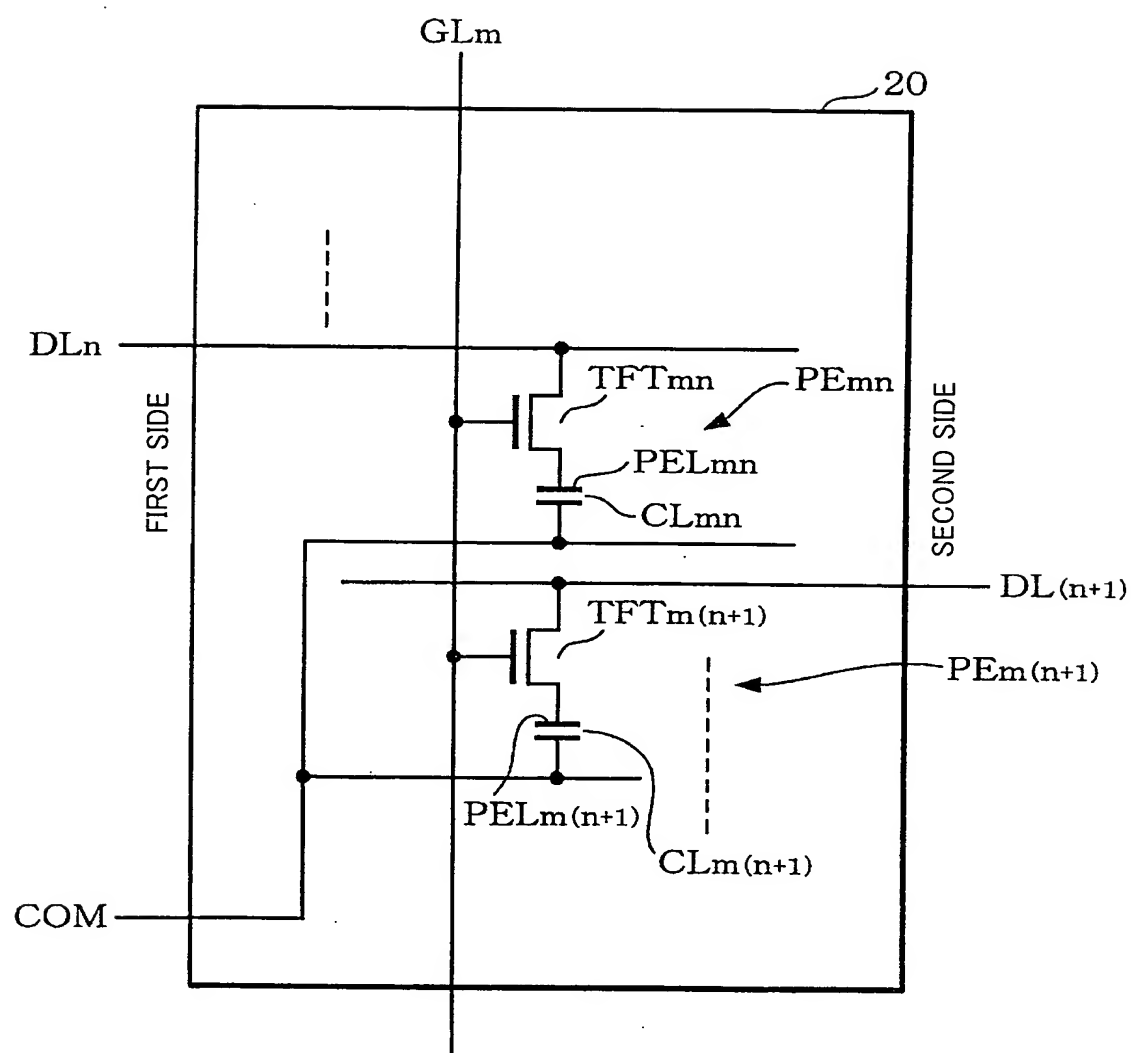 GLm
20
DLn
TFTmn
PEmn
FIRST SIDE
SECOND SIDE
PELmn
CLmn
DL(n+1)
TFTm(n+1)
PEm(n+1)
PELm(n+1)
CLm(n+1)
COM